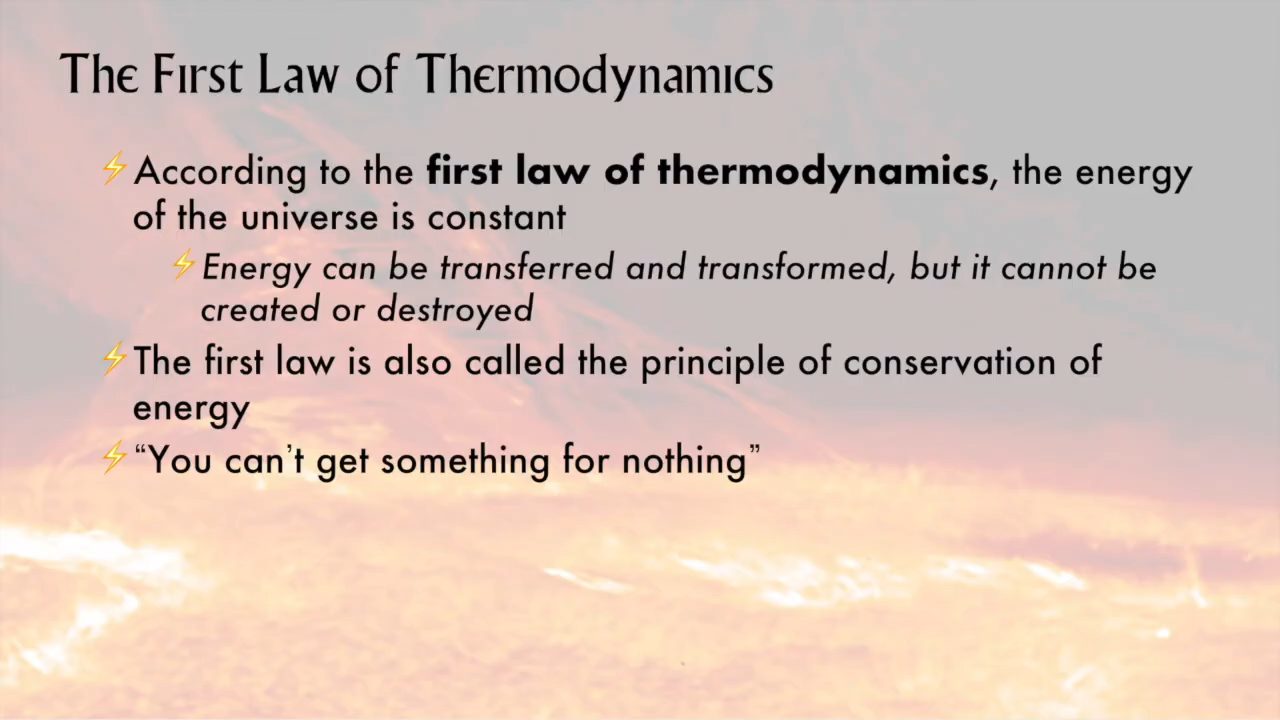 The First Law of Thermodynamics
⚡According to the first law of thermodynamics, the energy
of the universe is constant
⚡Energy can be transferred and transformed, but it cannot be
created or destroyed
⚡The first law is also called the principle of conservation of
energy
⚡“You can’t get something for nothing”